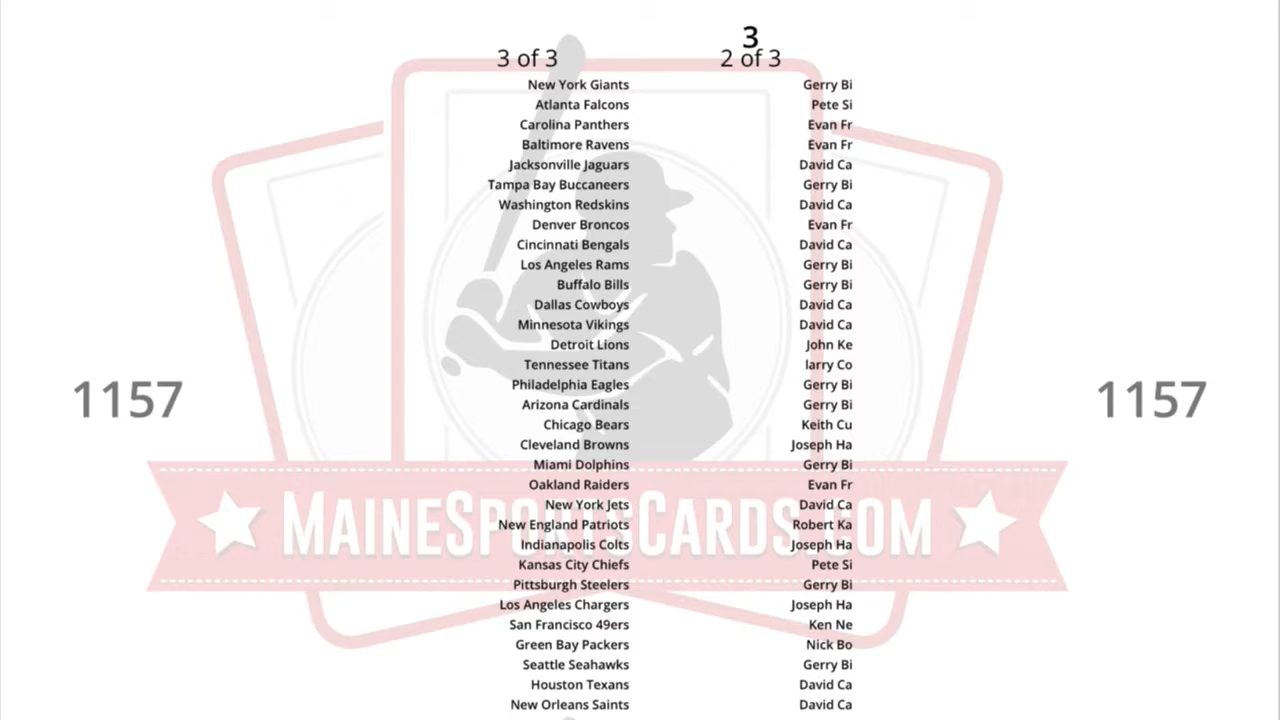 3
3 of 3 2 of 3
New York Giants Gerry Bi
Atlanta Falcons Pete Si
Carolina Panthers Evan Fr
Baltimore Ravens Evan Fr
Jacksonville Jaguars David Ca
Tampa Bay Buccaneers Gerry Bi
Washington Redskins David Ca
Denver Broncos Evan Fr
Cincinnati Bengals David Ca
Los Angeles Rams Gerry Bi
Buffalo Bills Gerry Bi
Dallas Cowboys David Ca
Minnesota Vikings David Ca
Detroit Lions John Ke
Tennessee Titans larry Co
Philadelphia Eagles Gerry Bi
1157 1157
Arizona Cardinals Gerry Bi
Chicago Bears Keith Cu
Cleveland Browns Joseph Ha
Miami Dolphins Gerry Bi
Oakland Raiders Evan Fr
New York Jets David Ca
MAINESPORTSCARDS.COM
New England Patriots Robert Ka
Indianapolis Colts Joseph Ha
Kansas City Chiefs Pete Si
Pittsburgh Steelers Gerry Bi
Los Angeles Chargers Joseph Ha
San Francisco 49ers Ken Ne
Green Bay Packers Nick Bo
Seattle Seahawks Gerry Bi
Houston Texans David Ca
New Orleans Saints David Ca